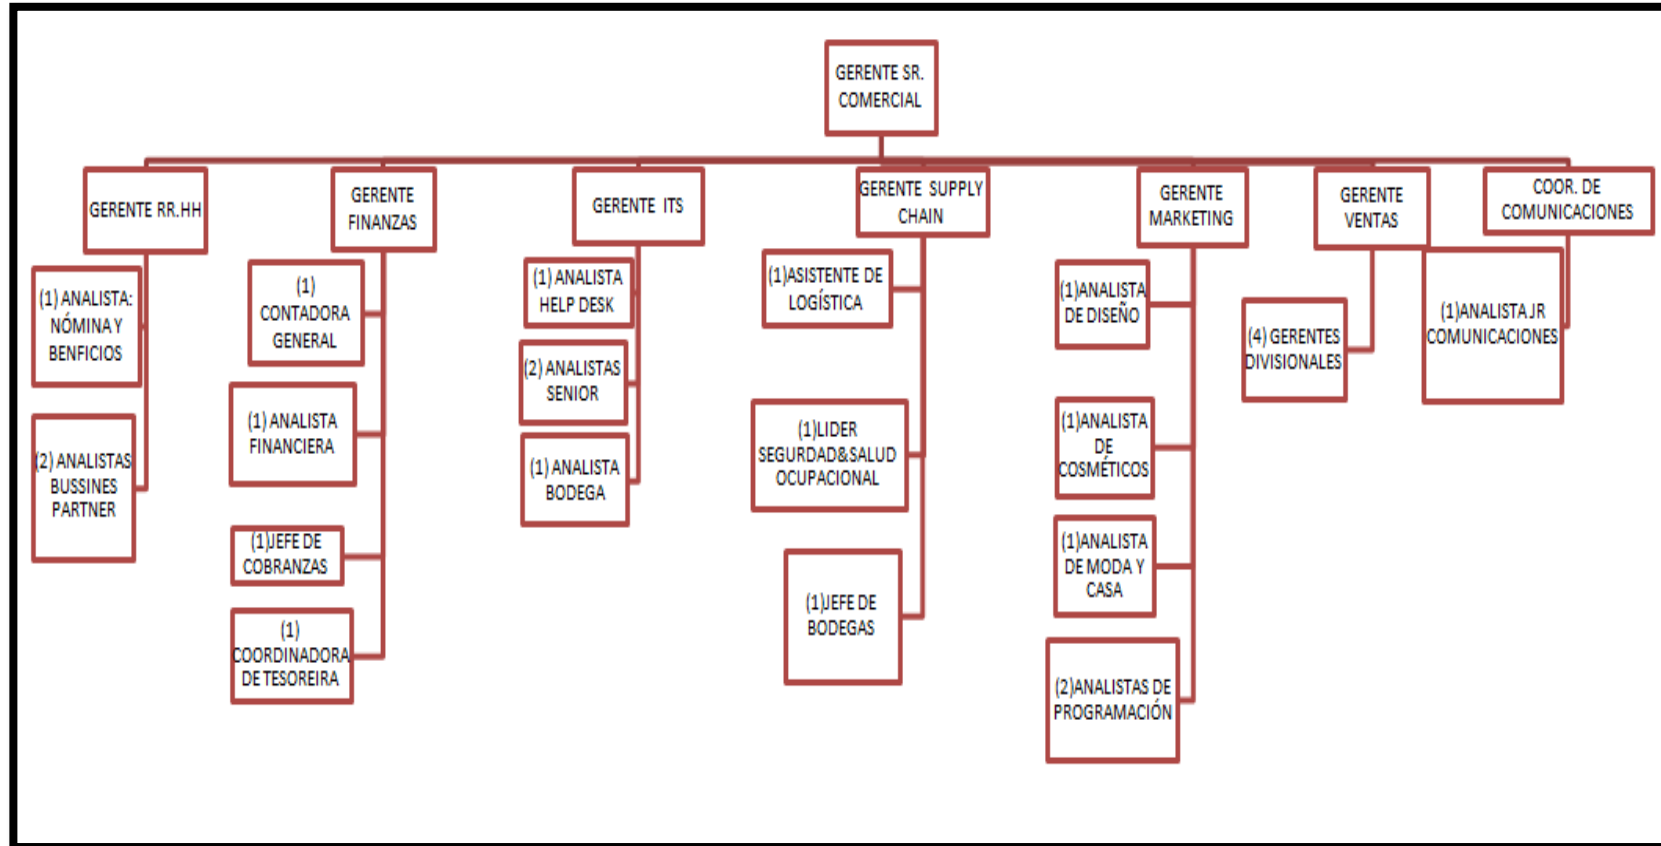 GERENTE SR.
COMERCIAL
GERENTE RR.HH
(1) ANALISTA:
NÓMINA Y
BENFICIOS
(2) ANALISTAS
BUSSINES
PARTNER
GERENTE
FINANZAS
(1)
CONTADORA
GENERAL
(1) ANALISTA
FINANCIERA
(1)JEFE DE
COBRANZAS
(1)
COORDINADORA
DE TESOREIRA
GERENTE ITS
(1) ANALISTA
HELP DESK
(2) ANALISTAS
SENIOR
(1) ANALISTA
BODEGA
GERENTE SUPPLY
CHAIN
(1)ASISTENTE DE
LOGÍSTICA
(1)LIDER
SEGURDAD&SALUD
OCUPACIONAL
(1)JEFE DE
BODEGAS
GERENTE
MARKETING
(1)ANALISTA
DE DISEÑO
(1)ANALISTA
DE
COSMÉTICOS
(1)ANALISTA
DE MODA Y
CASA
(2)ANALISTAS DE
PROGRAMACIÓN
GERENTE
VENTAS
(4) GERENTES
DIVISIONALES
COOR. DE
COMUNICACIONES
(1)ANALISTA JR
COMUNICACIONES